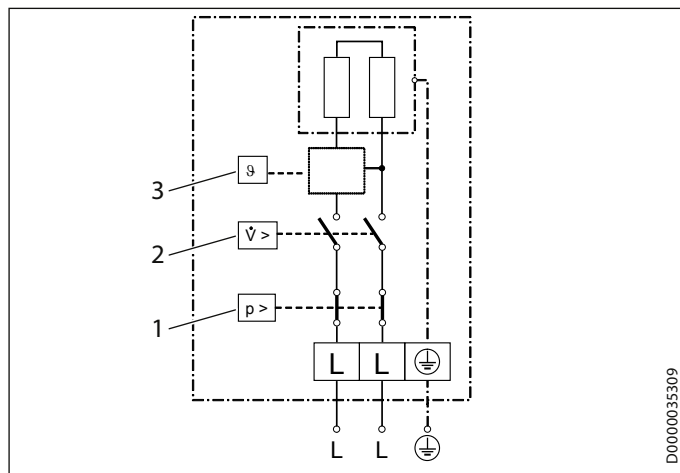 3 ϑ
2 V̇ >
1 p >
L L
L L
D0000035309